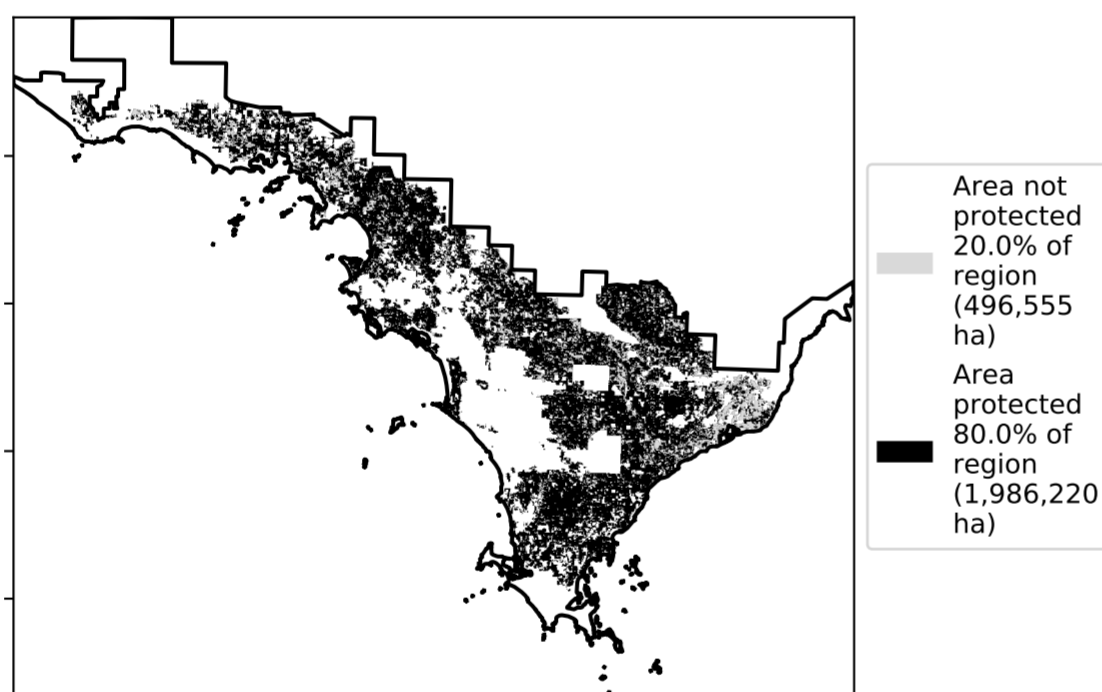 Area not
protected
20.0% of
region
(496,555
ha)
Area
protected
80.0% of
region
(1,986,220
ha)